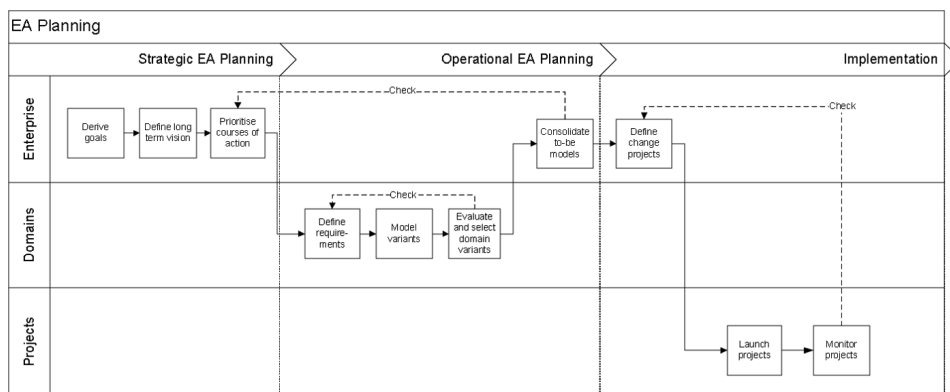 EA Planning
Strategic EA Planning
Operational EA Planning
Implementation
Enterprise
Derive
goals
Define long
term vision
Prioritise
courses of
action
Check
Consolidate
to-be
models
Define
change
projects
Check
Domains
Define
require-
ments
Model
variants
Check
Evaluate
and select
domain
variants
Projects
Launch
projects
Monitor
projects